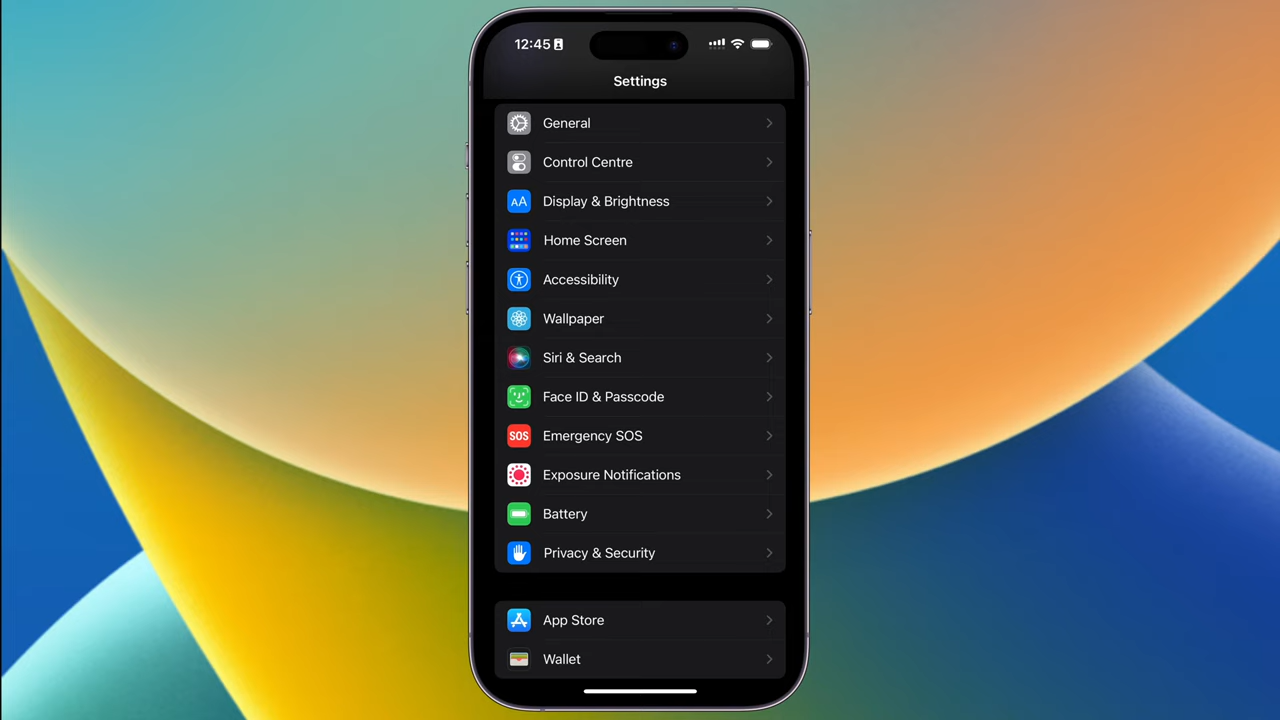 12:45
Settings
General
Control Centre
AA Display & Brightness
Home Screen
Accessibility
Wallpaper
Siri & Search
Face ID & Passcode
SOS Emergency SOS
Exposure Notifications
Battery
Privacy & Security
App Store
Wallet